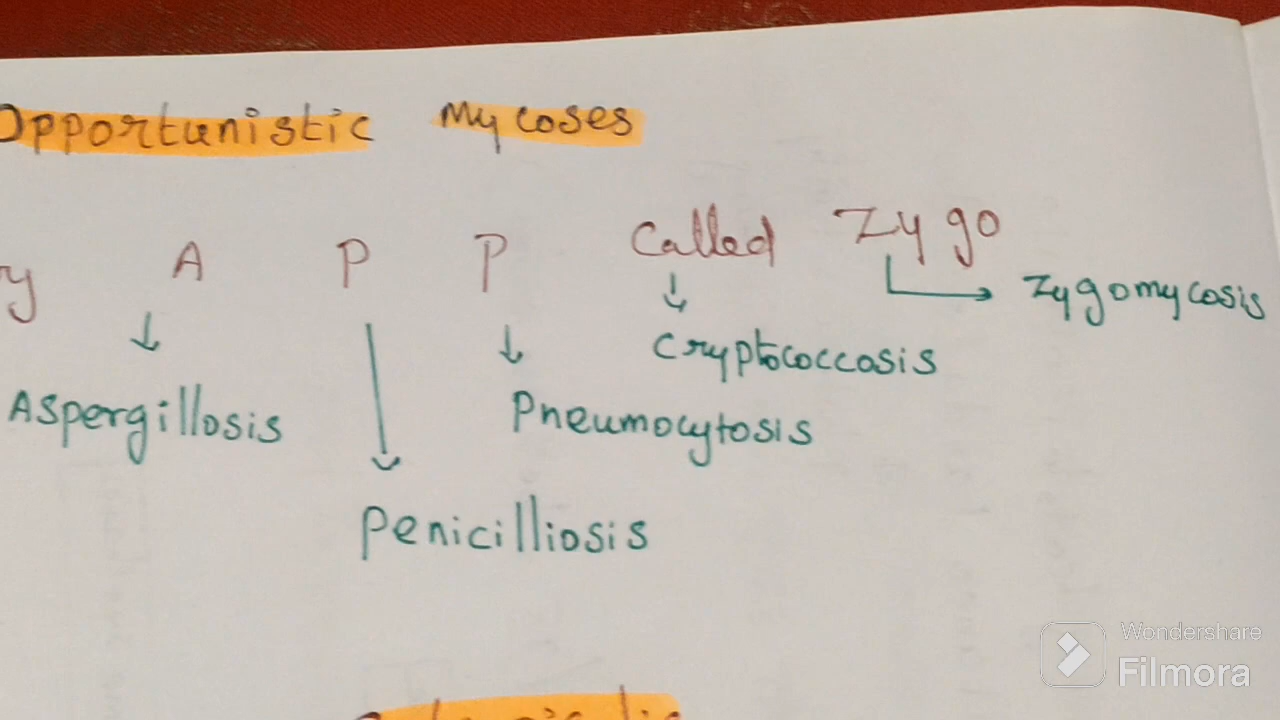 Opportunistic Mycoses
y A P P Called Zygo
Zygomycosis
Cryptococcosis
Aspergillosis
Pneumocytosis
Penicilliosis
Wondershare
Filmora